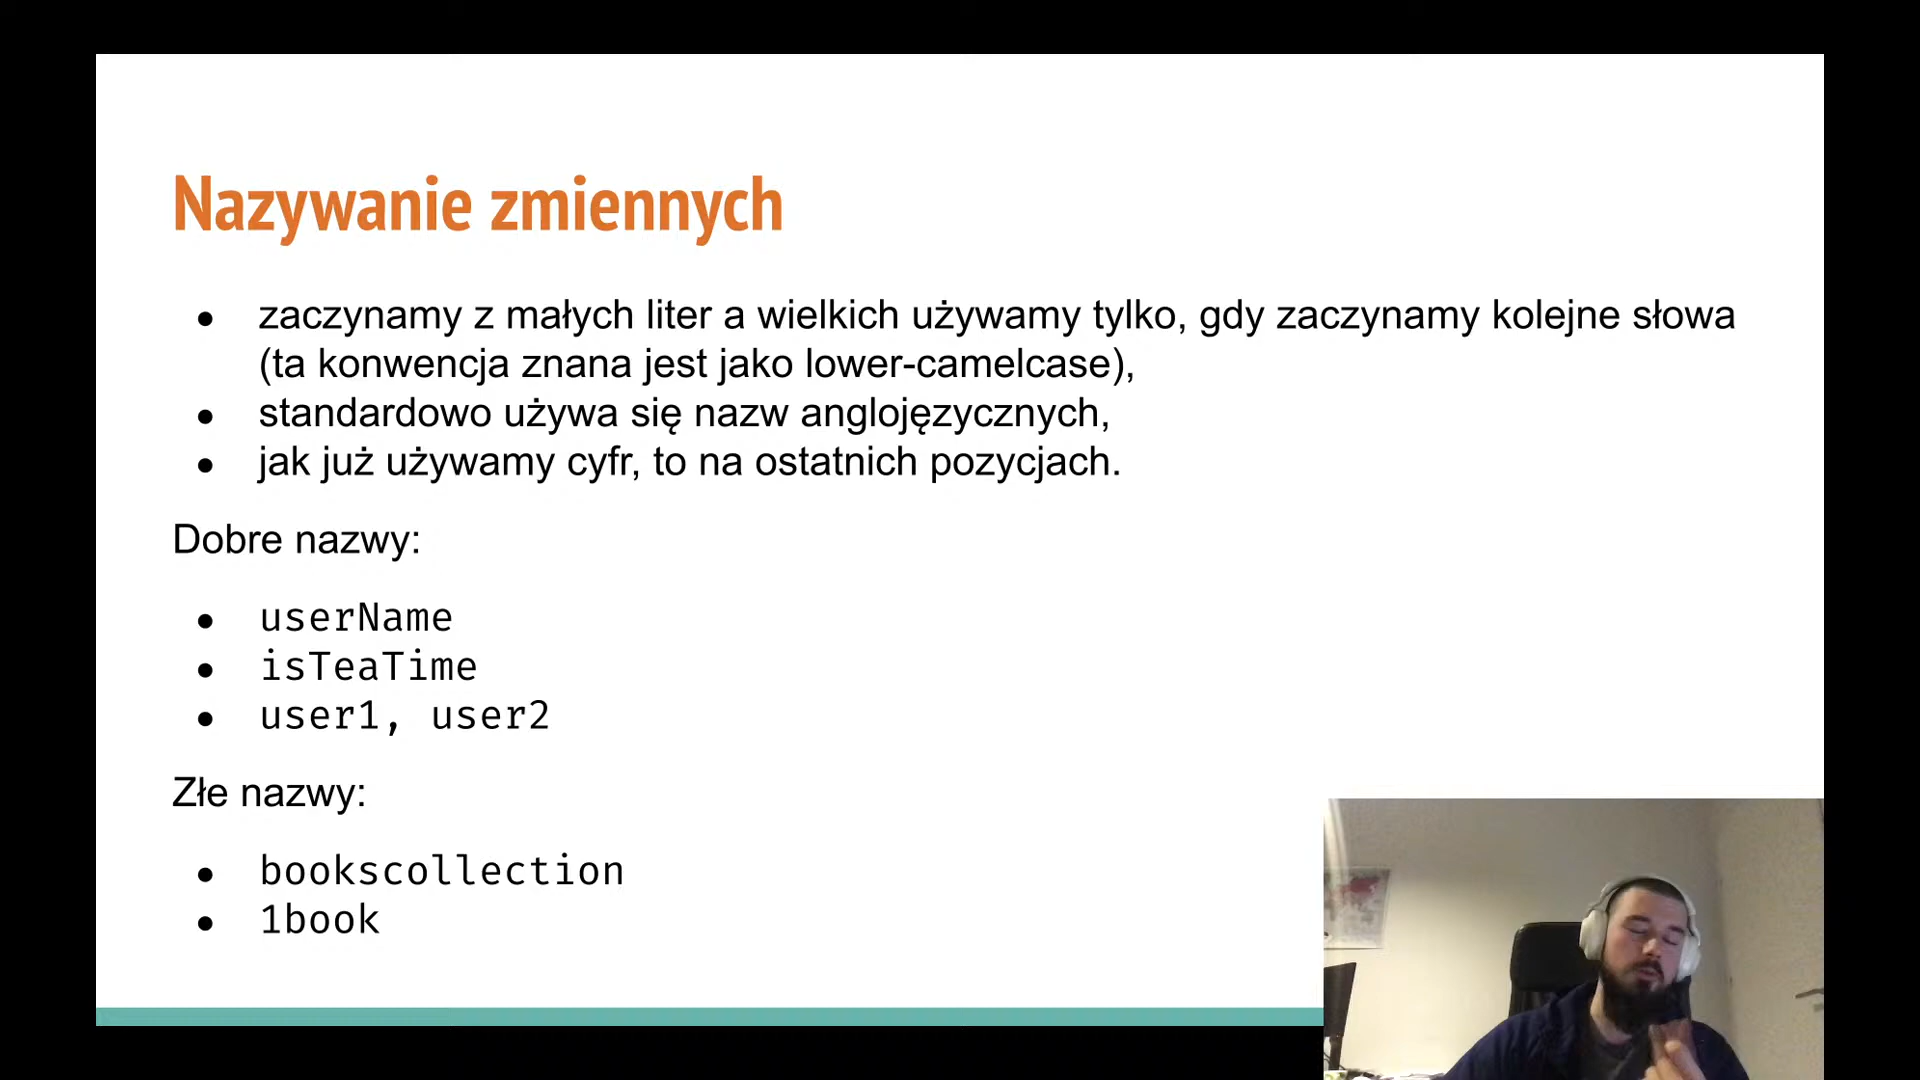 Nazywanie zmiennych
● zaczynamy z małych liter a wielkich używamy tylko, gdy zaczynamy kolejne słowa
(ta konwencja znana jest jako lower-camelcase),
● standardowo używa się nazw anglojęzycznych,
● jak już używamy cyfr, to na ostatnich pozycjach.
Dobre nazwy:
● userName
● isTeaTime
● user1, user2
Złe nazwy:
● bookscollection
● 1book